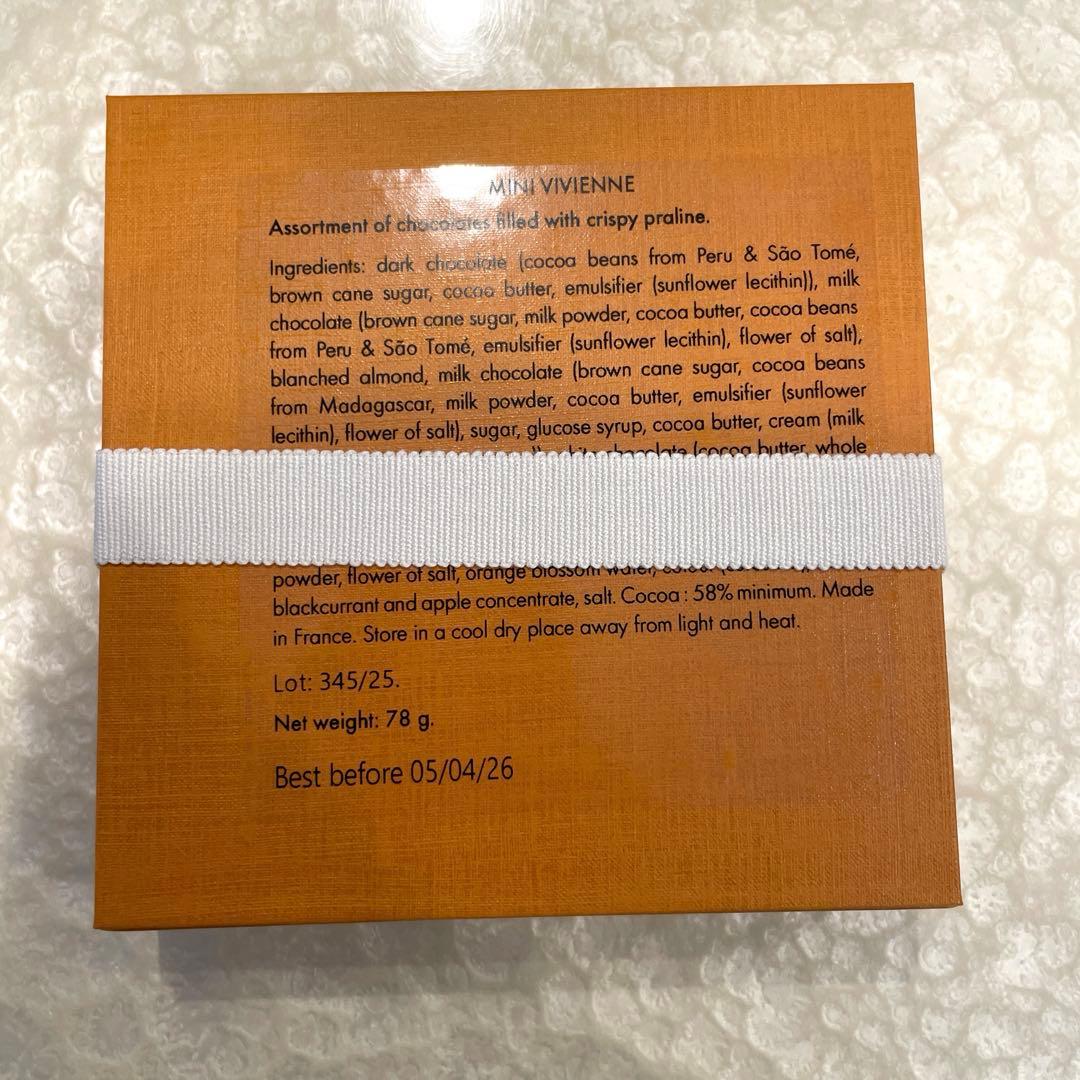 MINI VIVIENNE
Assortment of chocolates filled with crispy praline.
Ingredients: dark chocolate (cocoa beans from Peru & São Tomé,
brown cane sugar, cocoa butter, emulsifier (sunflower lecithin)), milk
chocolate (brown cane sugar, milk powder, cocoa butter, cocoa beans
from Peru & São Tomé, emulsifier (sunflower lecithin), flower of salt),
blanched almond, milk chocolate (brown cane sugar, cocoa beans
from Madagascar, milk powder, cocoa butter, emulsifier (sunflower
lecithin), flower of salt), sugar, glucose syrup, cocoa butter, cream (milk
chocolate (cocoa butter, whole
powder, flower of salt, orange blossom water,
blackcurrant and apple concentrate, salt. Cocoa : 58% minimum. Made
in France. Store in a cool dry place away from light and heat.
Lot: 345/25.
Net weight: 78 g.
Best before 05/04/26